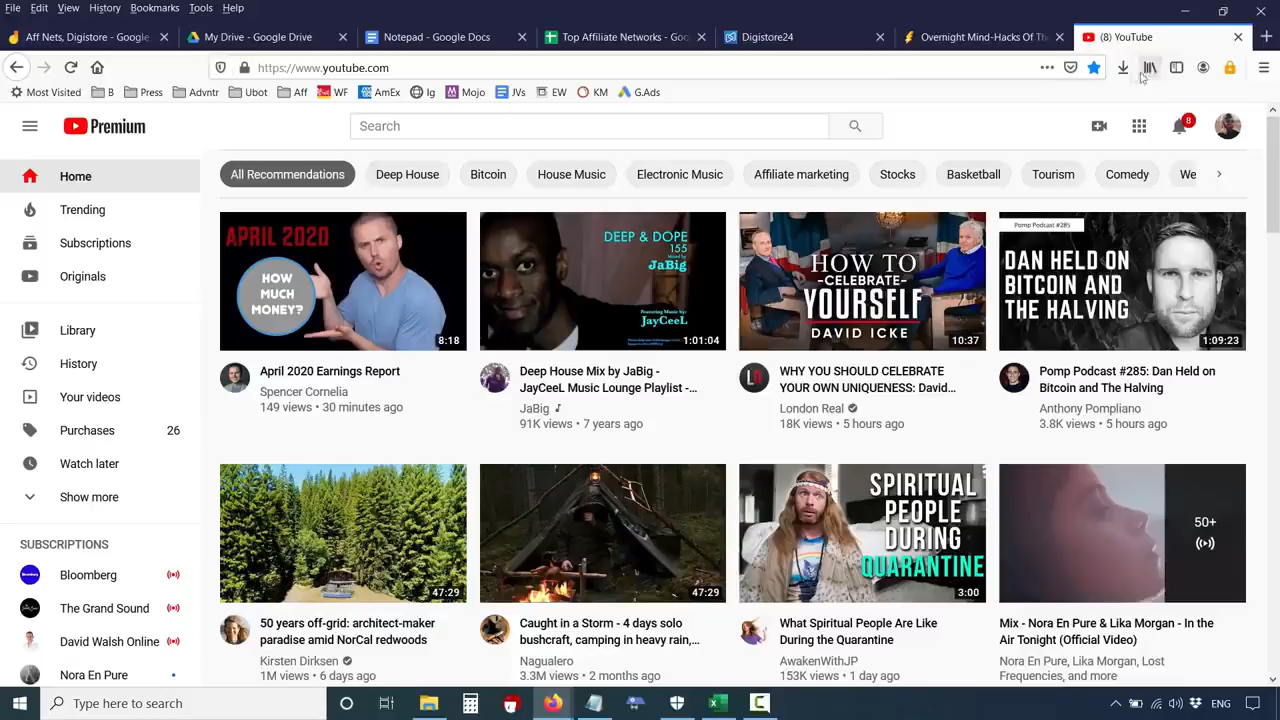 File Edit View History Bookmarks Tools Help
Aff Nets, Digistore - Google
My Drive - Google Drive
Notepad - Google Docs
Top Affiliate Networks - Goo
Digistore24
Overnight Mind-Hacks Of The
(8) YouTube
https://www.youtube.com
Most Visited B Press Advntr Ubot Aff WF AmEx Ig Mojo JVs EW KM G.Ads
Premium
Search
8
All Recommendations Deep House Bitcoin House Music Electronic Music Affiliate marketing Stocks Basketball Tourism Comedy We
Home
Trending
Subscriptions
Originals
Library
History
Your videos
Purchases 26
Watch later
Show more
SUBSCRIPTIONS
Bloomberg
The Grand Sound
David Walsh Online
Nora En Pure
APRIL 2020
HOW
MUCH
MONEY?
8:18
April 2020 Earnings Report
Spencer Cornelia
149 views • 30 minutes ago
DEEP & DOPE
155
Mixed by
JaBig
Featuring Music by:
JayCeeL
1:01:04
Deep House Mix by JaBig -
JayCeeL Music Lounge Playlist -...
JaBig
91K views • 7 years ago
HOW TO
-CELEBRATE-
YOURSELF
DAVID ICKE
10:37
WHY YOU SHOULD CELEBRATE
YOUR OWN UNIQUENESS: David...
London Real
18K views • 5 hours ago
Pomp Podcast #285
DAN HELD ON
BITCOIN AND
THE HALVING
1:09:23
Pomp Podcast #285: Dan Held on
Bitcoin and The Halving
Anthony Pompliano
3.8K views • 5 hours ago
47:29
50 years off-grid: architect-maker
paradise amid NorCal redwoods
Kirsten Dirksen
1M views • 6 days ago
47:29
Caught in a Storm - 4 days solo
bushcraft, camping in heavy rain,...
Nagualero
3.3M views • 2 months ago
SPIRITUAL
PEOPLE
DURING
QUARANTINE
3:00
What Spiritual People Are Like
During the Quarantine
AwakenWithJP
153K views • 1 day ago
50+
Mix - Nora En Pure & Lika Morgan - In the
Air Tonight (Official Video)
Nora En Pure, Lika Morgan, Lost
Frequencies, and more
Type here to search
ENG